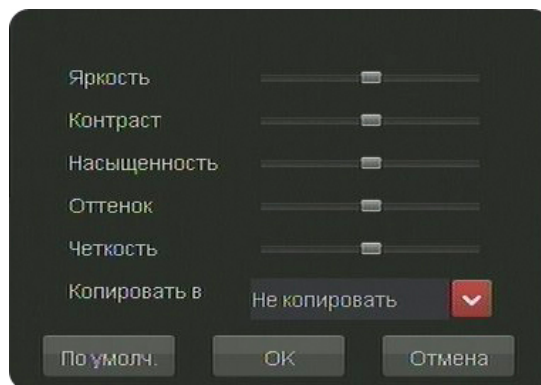 Яркость
Контраст
Насыщенность
Оттенок
Четкость
Копировать в Не копировать
По умолч. OK Отмена